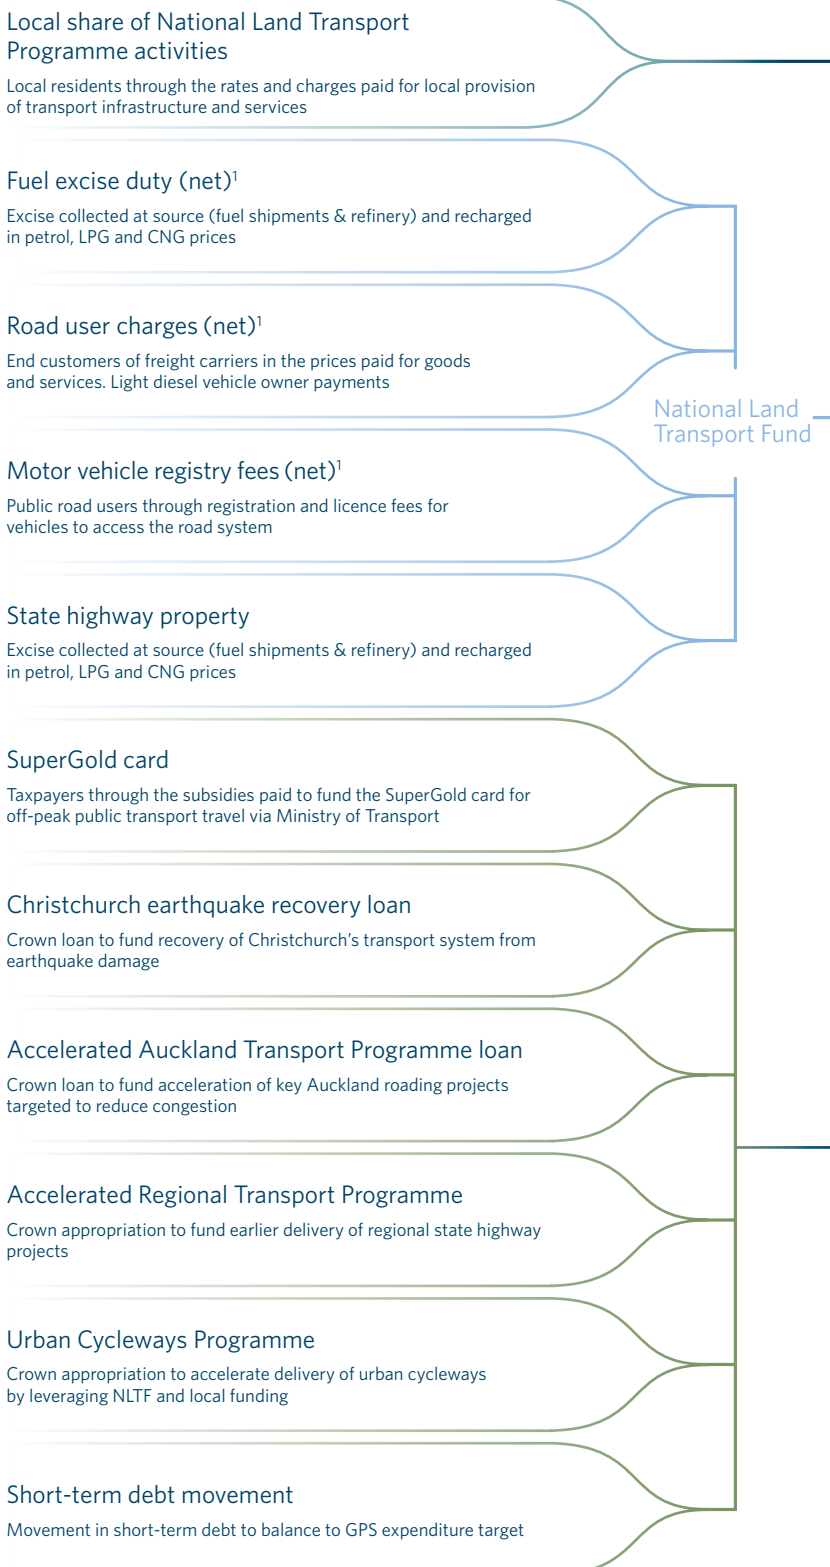 Local share of National Land Transport
Programme activities
Local residents through the rates and charges paid for local provision
of transport infrastructure and services
Fuel excise duty (net)¹
Excise collected at source (fuel shipments & refinery) and recharged
in petrol, LPG and CNG prices
Road user charges (net)¹
End customers of freight carriers in the prices paid for goods
and services. Light diesel vehicle owner payments
National Land
Transport Fund
Motor vehicle registry fees (net)¹
Public road users through registration and licence fees for
vehicles to access the road system
State highway property
Excise collected at source (fuel shipments & refinery) and recharged
in petrol, LPG and CNG prices
SuperGold card
Taxpayers through the subsidies paid to fund the SuperGold card for
off-peak public transport travel via Ministry of Transport
Christchurch earthquake recovery loan
Crown loan to fund recovery of Christchurch’s transport system from
earthquake damage
Accelerated Auckland Transport Programme loan
Crown loan to fund acceleration of key Auckland roading projects
targeted to reduce congestion
Accelerated Regional Transport Programme
Crown appropriation to fund earlier delivery of regional state highway
projects
Urban Cycleways Programme
Crown appropriation to accelerate delivery of urban cycleways
by leveraging NLTF and local funding
Short-term debt movement
Movement in short-term debt to balance to GPS expenditure target